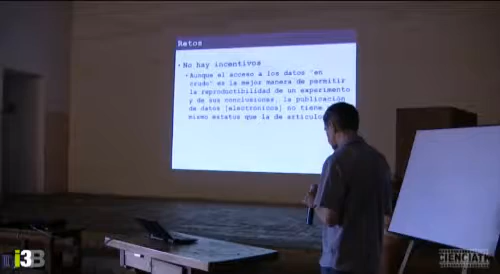 Retos
• No hay incentivos
• Aunque el acceso a los datos "en
crudo" es la mejor manera de permitir
la reproductibilidad de un experimento
y de sus conclusiones, la publicación
de datos [electrónicos] no tiene
mismo estatus que la de artículo
i3B
CIENCIATK